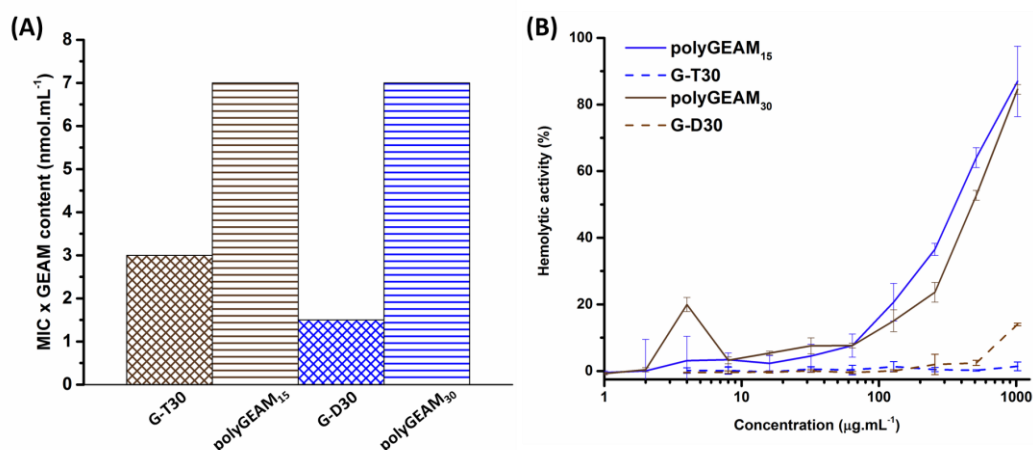 (A)
MIC x GEAM content (nmol.mL⁻¹)
8
7
6
5
4
3
2
1
0
G-T30
polyGEAM₁₅
G-D30
polyGEAM₃₀
(B)
Hemolytic activity (%)
100
80
60
40
20
0
polyGEAM₁₅
G-T30
polyGEAM₃₀
G-D30
1
10
100
1000
Concentration (µg.mL⁻¹)